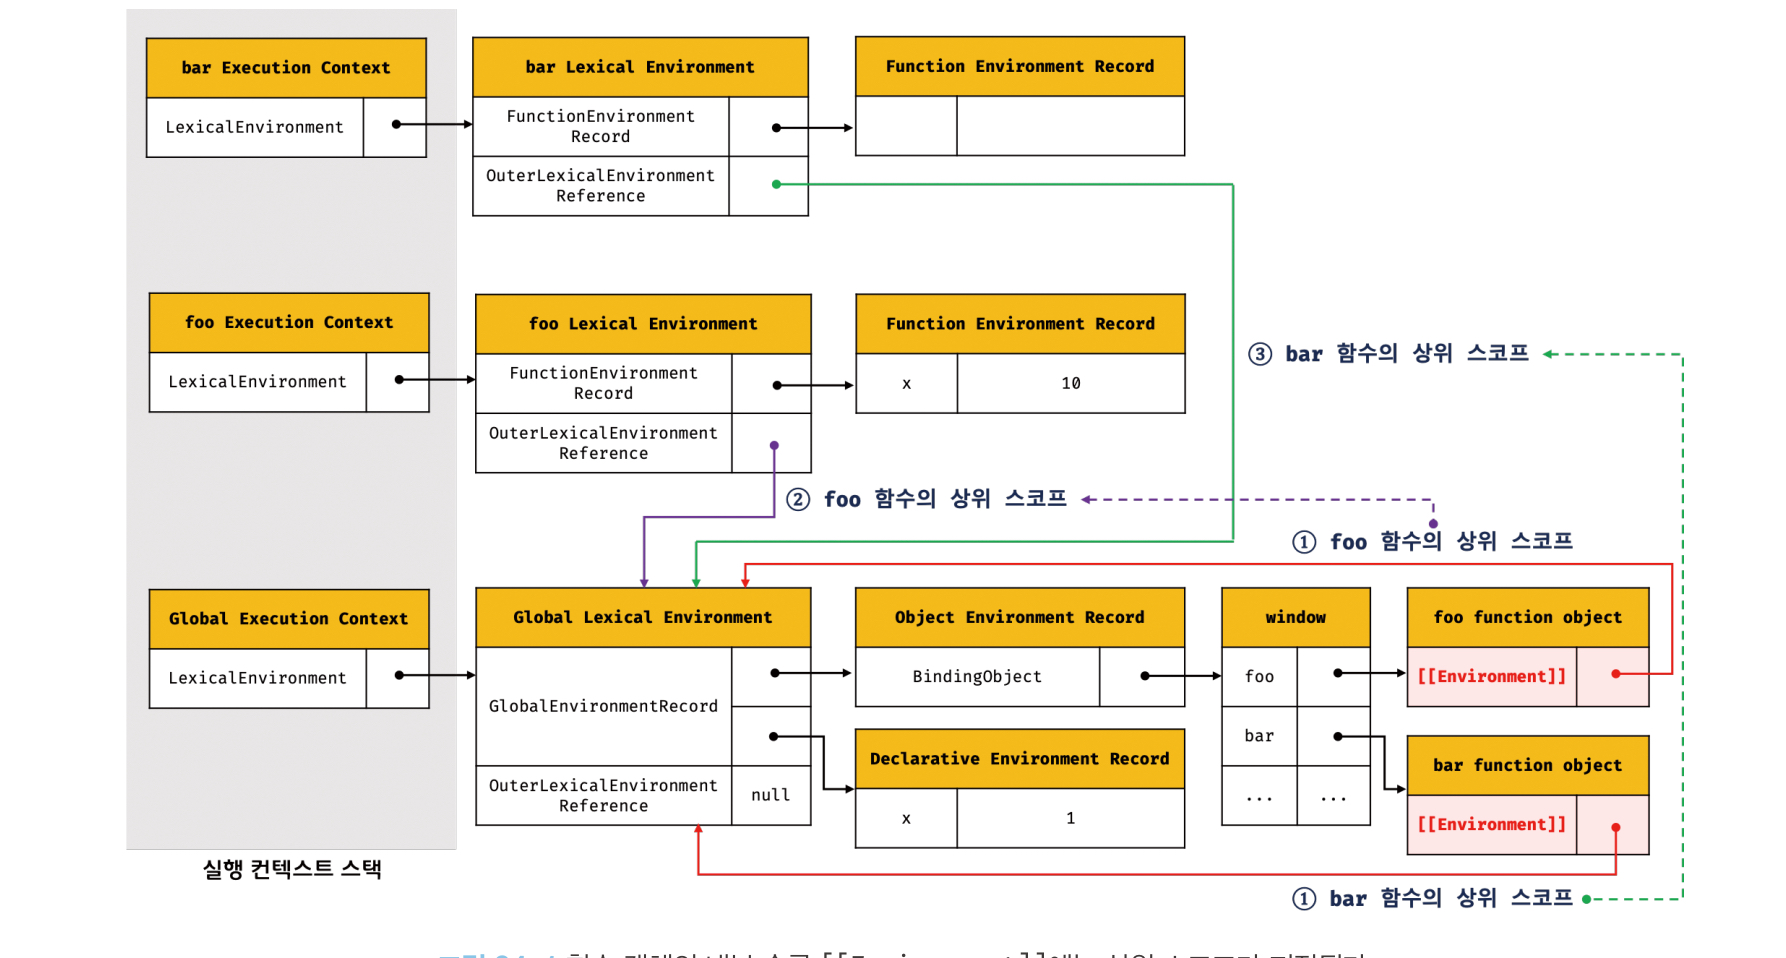 bar Execution Context
LexicalEnvironment
bar Lexical Environment
FunctionEnvironment
Record
OuterLexicalEnvironment
Reference
Function Environment Record
foo Execution Context
LexicalEnvironment
foo Lexical Environment
FunctionEnvironment
Record
OuterLexicalEnvironment
Reference
Function Environment Record
x 10
③ bar 함수의 상위 스코프
② foo 함수의 상위 스코프
① foo 함수의 상위 스코프
Global Execution Context
LexicalEnvironment
Global Lexical Environment
GlobalEnvironmentRecord
OuterLexicalEnvironment
Reference
null
Object Environment Record
BindingObject
Declarative Environment Record
x 1
window
foo
bar
... ...
foo function object
[[Environment]]
bar function object
[[Environment]]
실행 컨텍스트 스택
① bar 함수의 상위 스코프